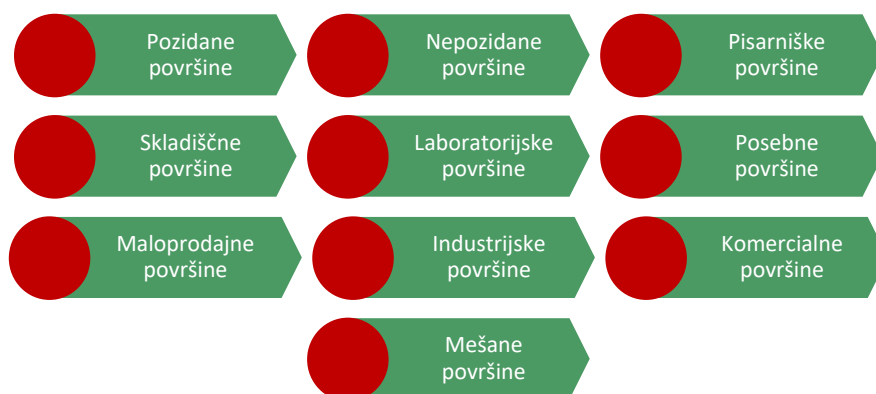 Pozidane
površine
Nepozidane
površine
Pisarniške
površine
Skladiščne
površine
Laboratorijske
površine
Posebne
površine
Maloprodajne
površine
Industrijske
površine
Komercialne
površine
Mešane
površine